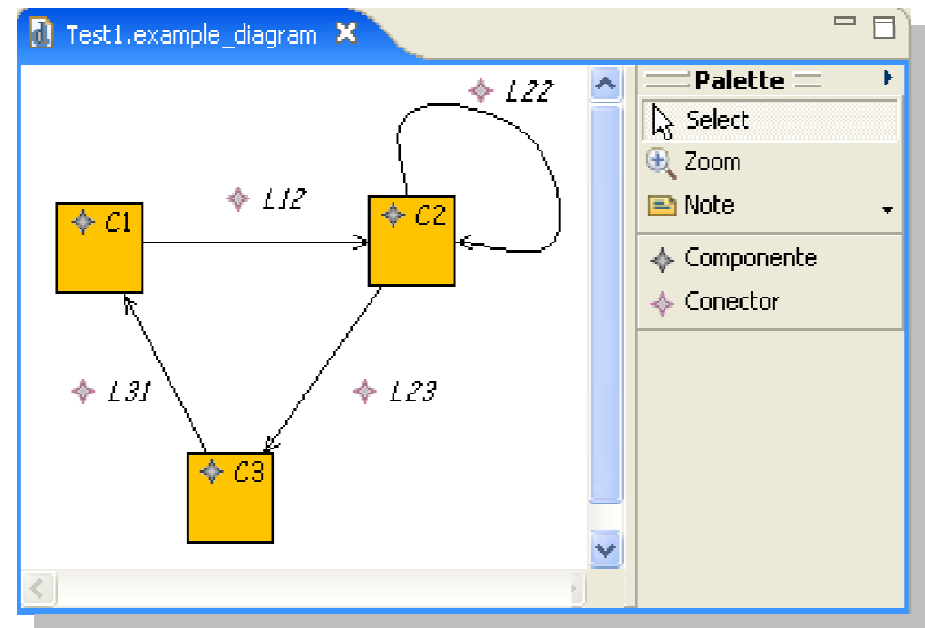 Test1.example_diagram
L22
L12
C1
C2
L31
L23
C3
Palette
Select
Zoom
Note
Componente
Conector